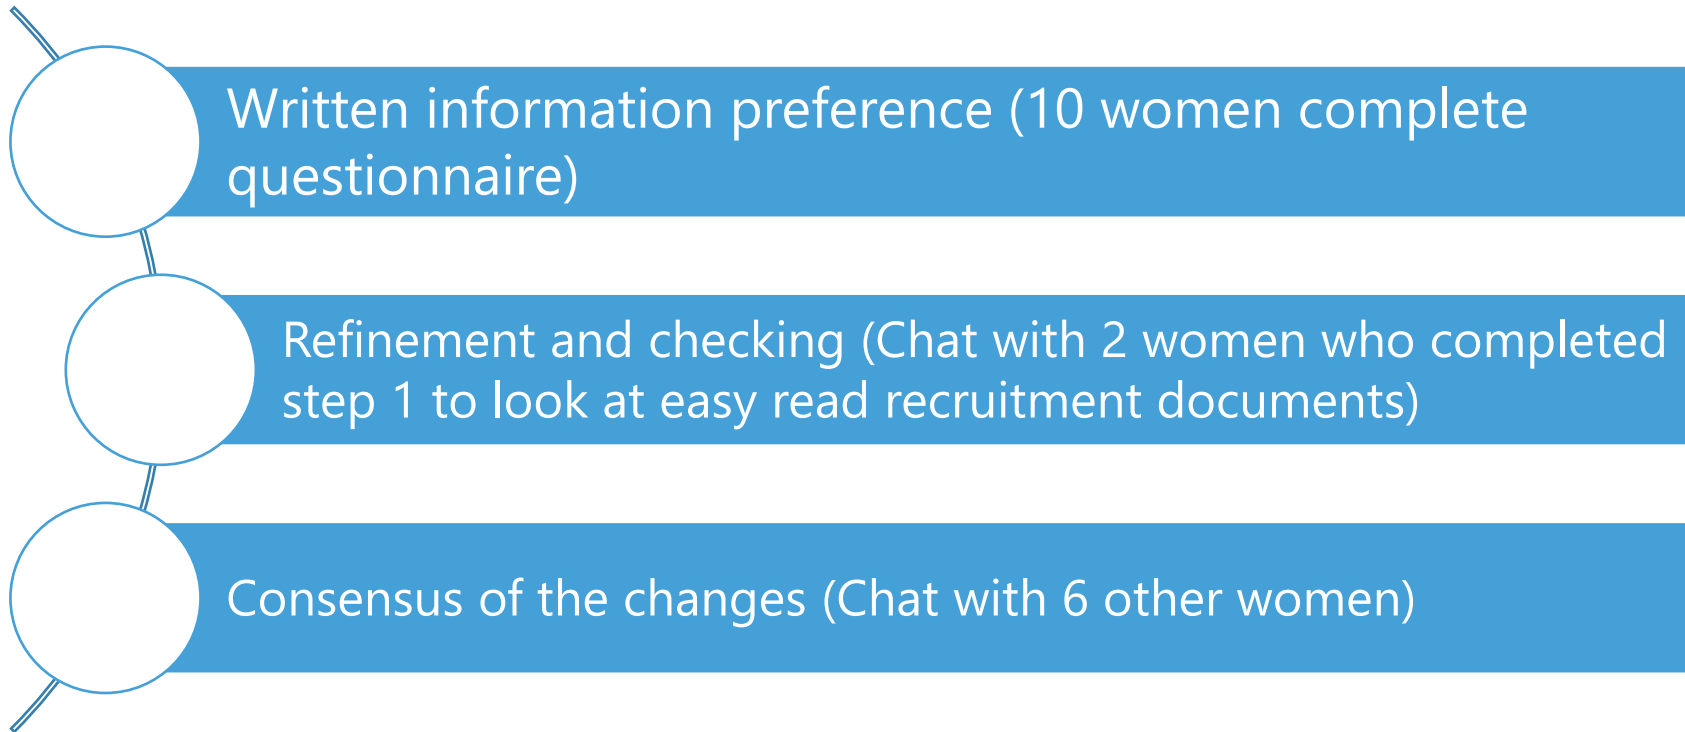 Written information preference (10 women complete
questionnaire)
Refinement and checking (Chat with 2 women who completed
step 1 to look at easy read recruitment documents)
Consensus of the changes (Chat with 6 other women)